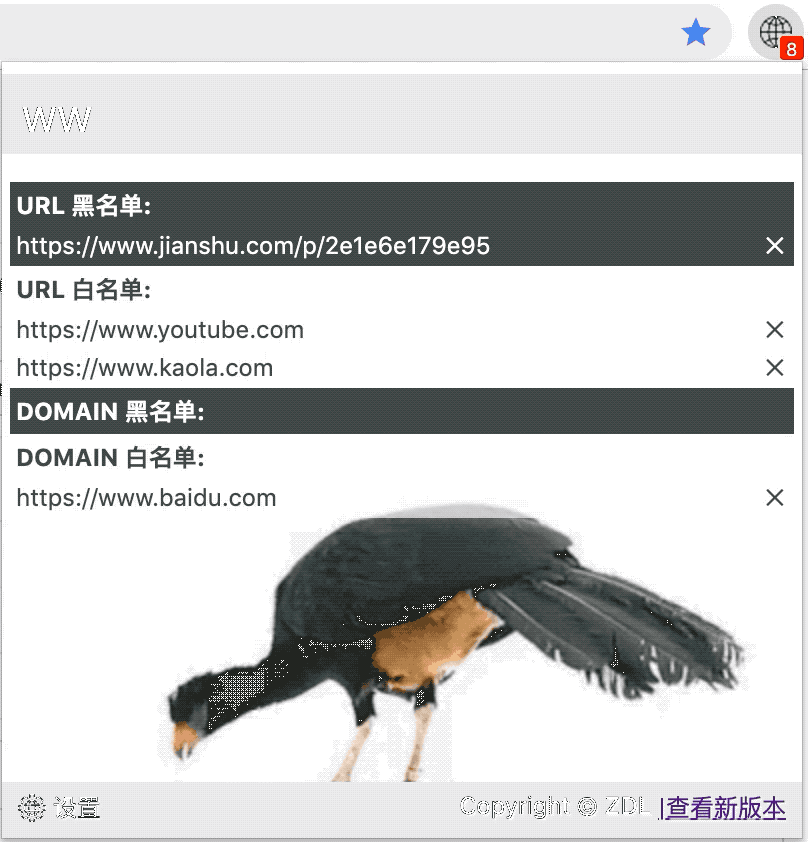 8
WW
URL 黑名单:
https://www.jianshu.com/p/2e1e6e179e95 ×
URL 白名单:
https://www.youtube.com ×
https://www.kaola.com ×
DOMAIN 黑名单:
DOMAIN 白名单:
https://www.baidu.com ×
设置 Copyright © ZDL |查看新版本